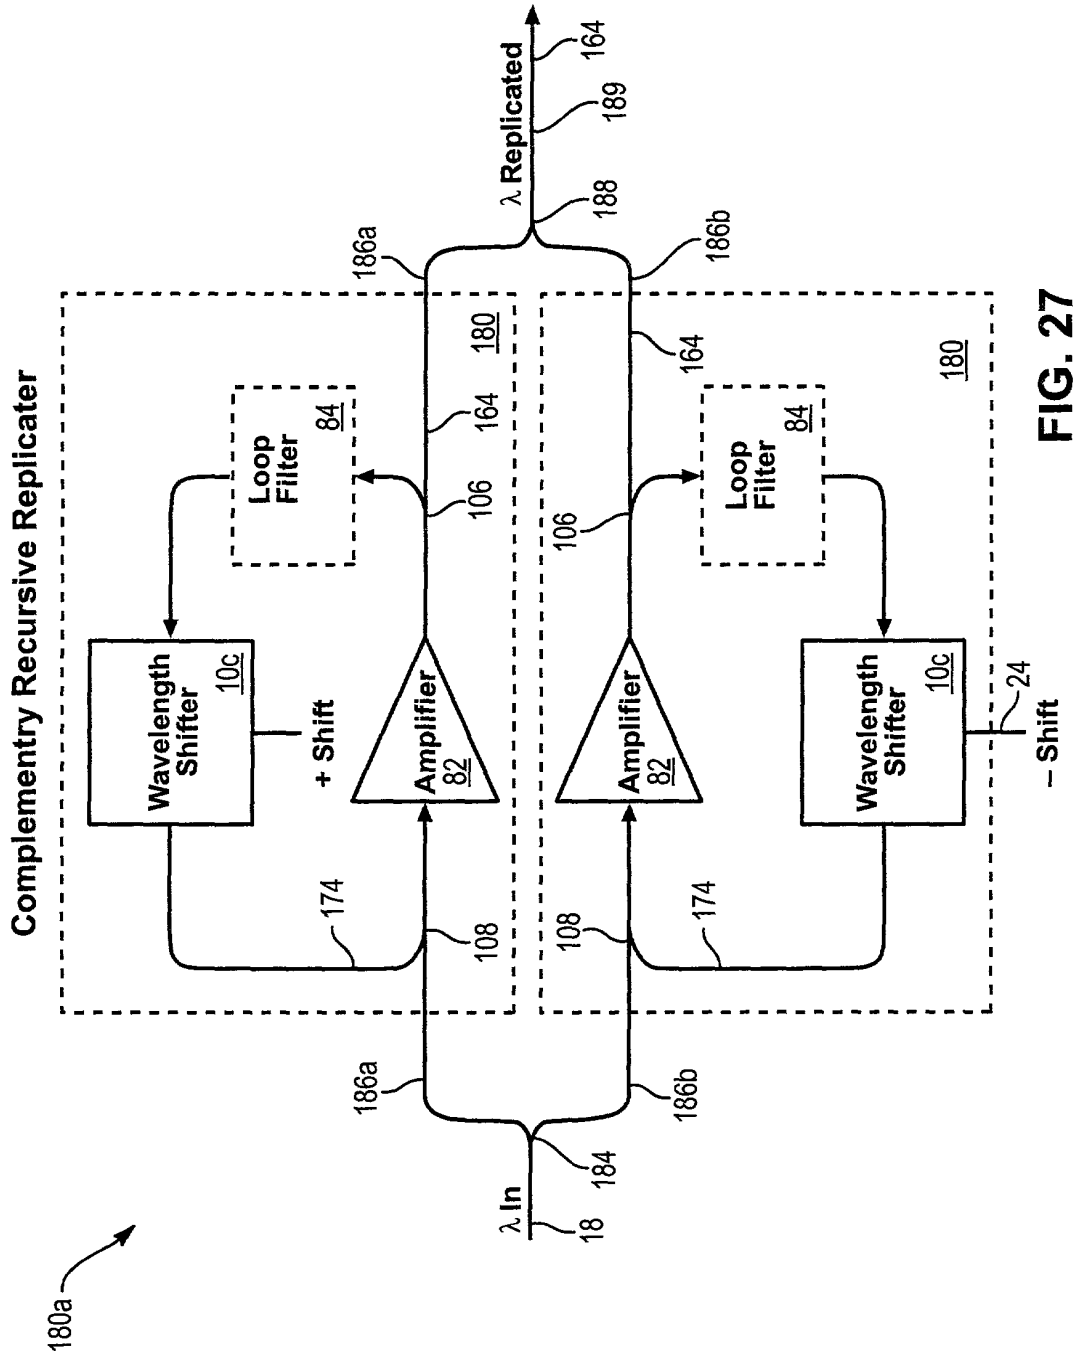 Complementry Recursive Replicater
180a
Wavelength
Shifter
10c
+ Shift
Loop
Filter
84
174
Amplifier
82
108
106
164
180
186a
186a
λ In
18
184
λ Replicated
188
189
164
186b
186b
108
106
164
Amplifier
82
174
Loop
Filter
84
Wavelength
Shifter
10c
180
24
– Shift
FIG. 27